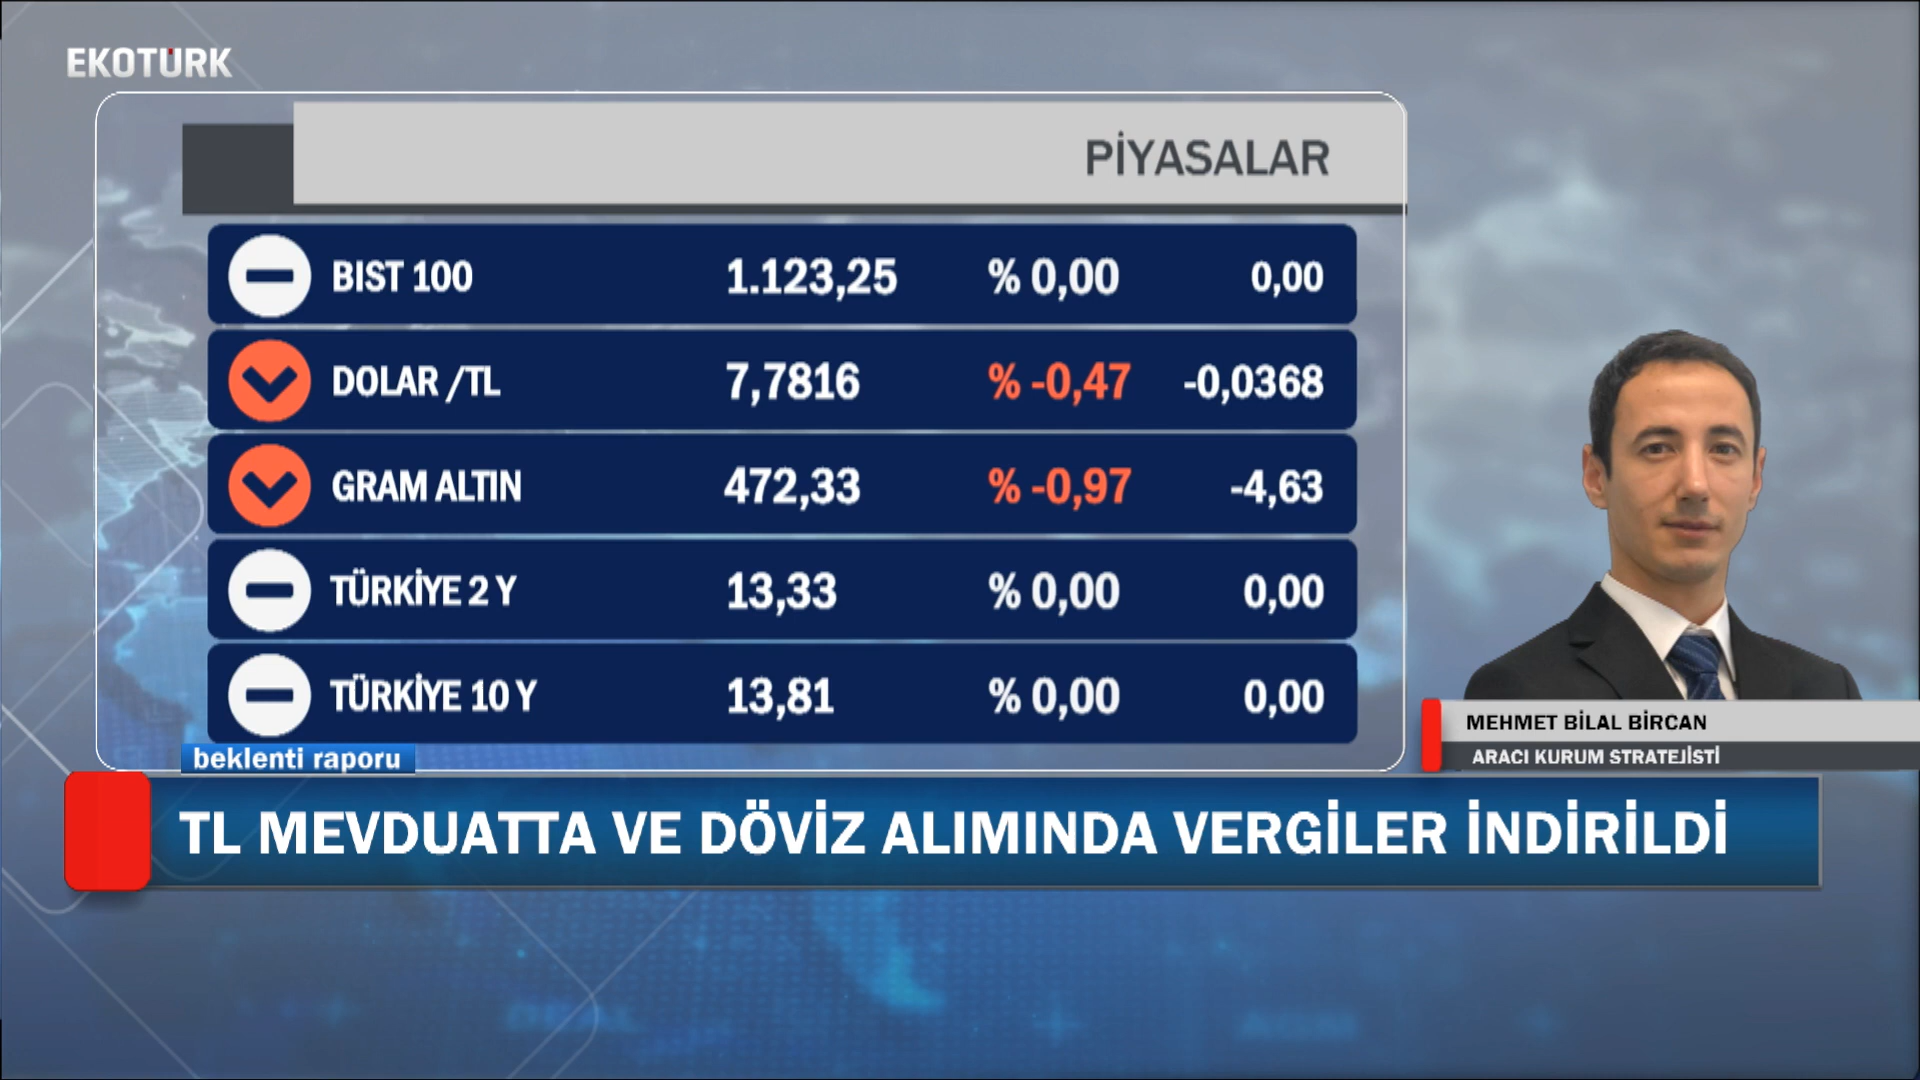 EKOTÜRK
PİYASALAR
BIST 100 1.123,25 % 0,00 0,00
DOLAR /TL 7,7816 % -0,47 -0,0368
GRAM ALTIN 472,33 % -0,97 -4,63
TÜRKİYE 2 Y 13,33 % 0,00 0,00
TÜRKİYE 10 Y 13,81 % 0,00 0,00
MEHMET BİLAL BİRCAN
ARACI KURUM STRATEJİSTİ
beklenti raporu
TL MEVDUATTA VE DÖVİZ ALIMINDA VERGİLER İNDİRİLDİ